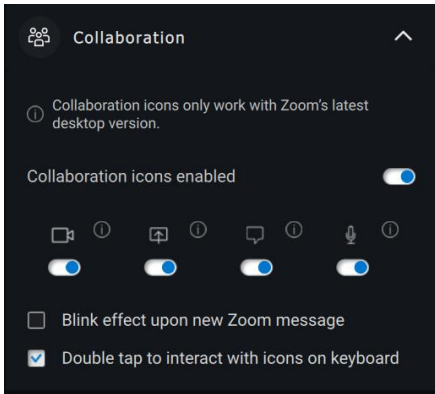 Collaboration
Collaboration icons only work with Zoom's latest
desktop version.
Collaboration icons enabled
Blink effect upon new Zoom message
Double tap to interact with icons on keyboard